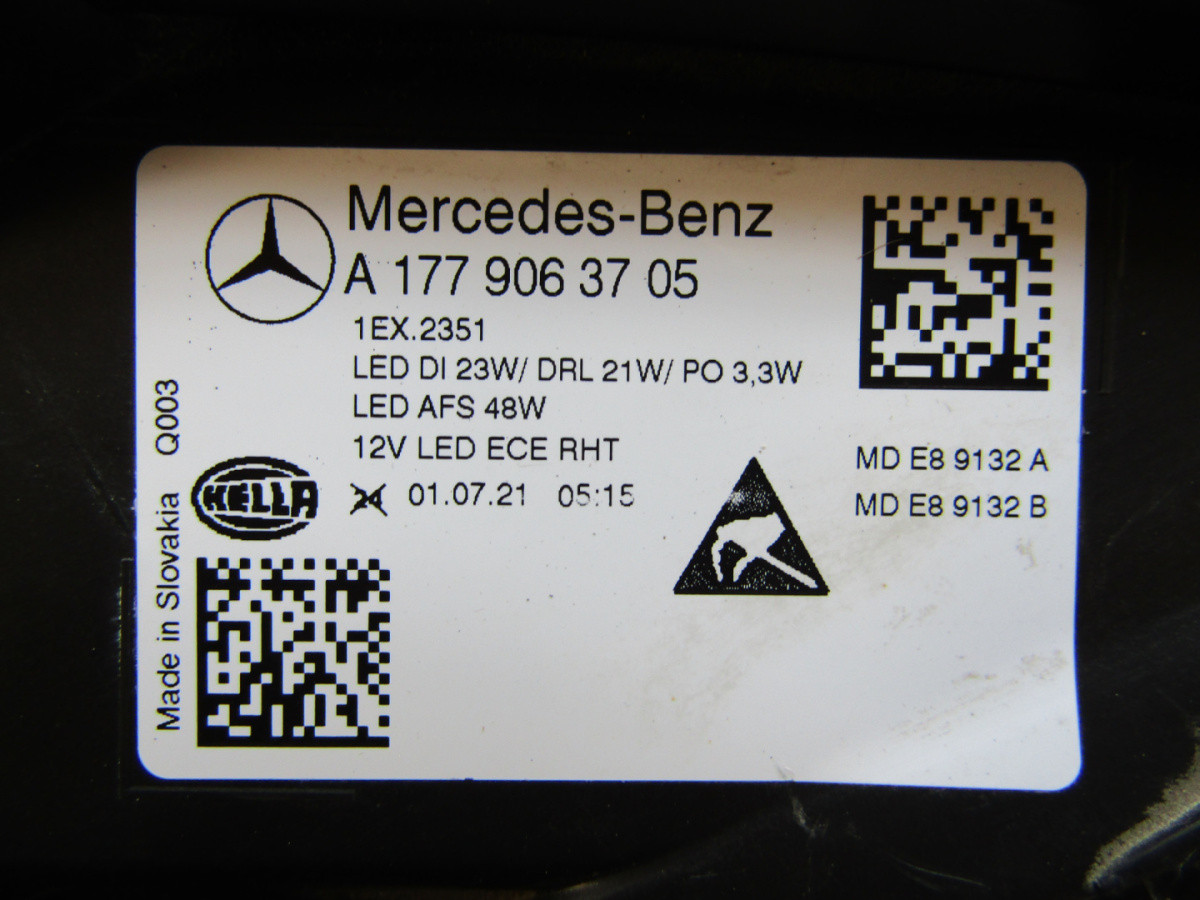 Mercedes-Benz
A 177 906 37 05
1EX.2351
LED DI 23W/ DRL 21W/ PO 3,3W
LED AFS 48W
12V LED ECE RHT
24 01.07.21 05:15
HELLA
MD E8 9132 A
MD E8 9132 B
Made in Slovakia Q003